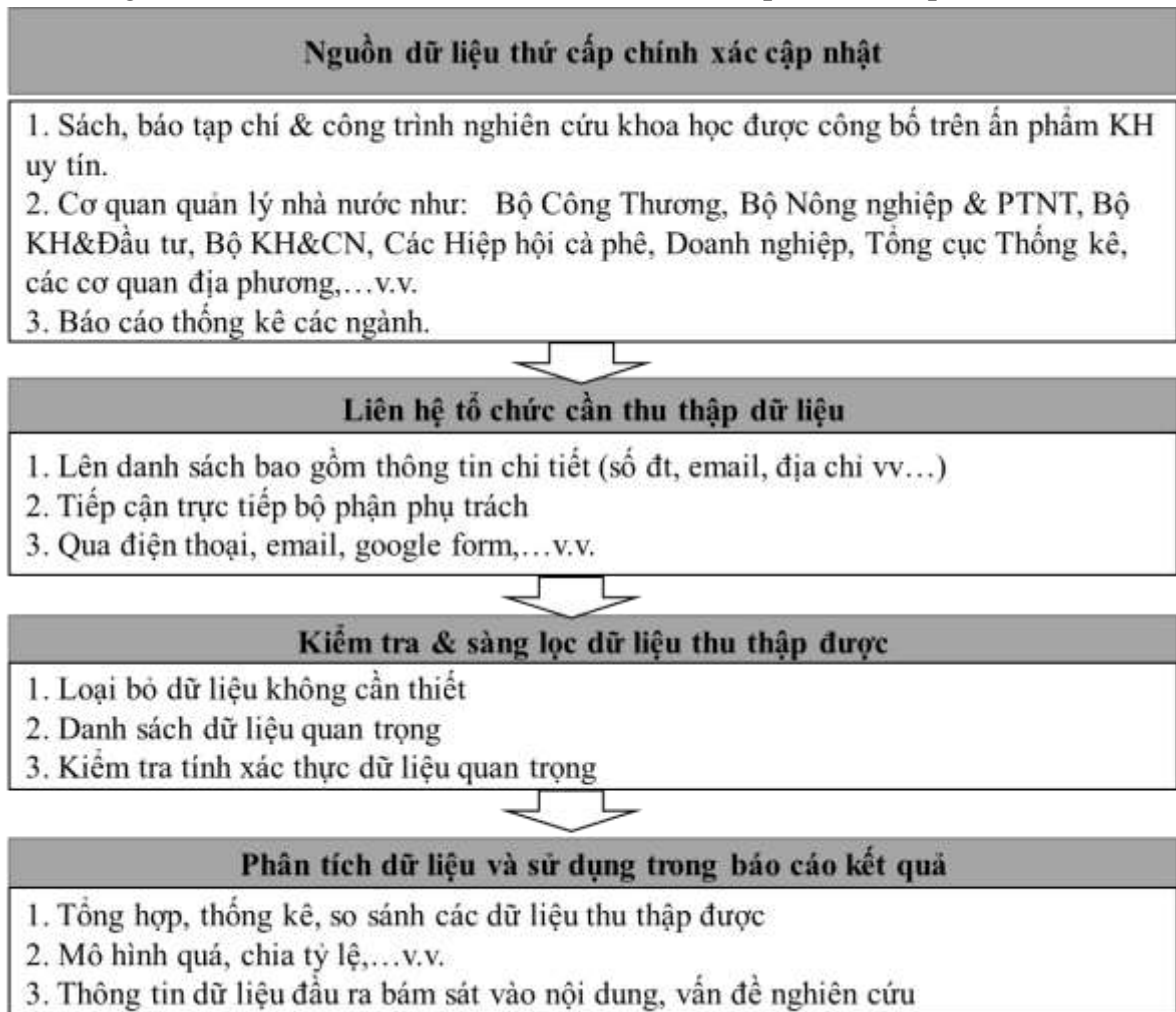 Nguồn dữ liệu thứ cấp chính xác cập nhật
1. Sách, báo tạp chí & công trình nghiên cứu khoa học được công bố trên ấn phẩm KH
uy tín.
2. Cơ quan quản lý nhà nước như: Bộ Công Thương, Bộ Nông nghiệp & PTNT, Bộ
KH&Đầu tư, Bộ KH&CN, Các Hiệp hội cà phê, Doanh nghiệp, Tổng cục Thống kê,
các cơ quan địa phương,…v.v.
3. Báo cáo thống kê các ngành.
Liên hệ tổ chức cần thu thập dữ liệu
1. Lên danh sách bao gồm thông tin chi tiết (số đt, email, địa chỉ vv…)
2. Tiếp cận trực tiếp bộ phận phụ trách
3. Qua điện thoại, email, google form,…v.v.
Kiểm tra & sàng lọc dữ liệu thu thập được
1. Loại bỏ dữ liệu không cần thiết
2. Danh sách dữ liệu quan trọng
3. Kiểm tra tính xác thực dữ liệu quan trọng
Phân tích dữ liệu và sử dụng trong báo cáo kết quả
1. Tổng hợp, thống kê, so sánh các dữ liệu thu thập được
2. Mô hình quá, chia tỷ lệ,…v.v.
3. Thông tin dữ liệu đầu ra bám sát vào nội dung, vấn đề nghiên cứu